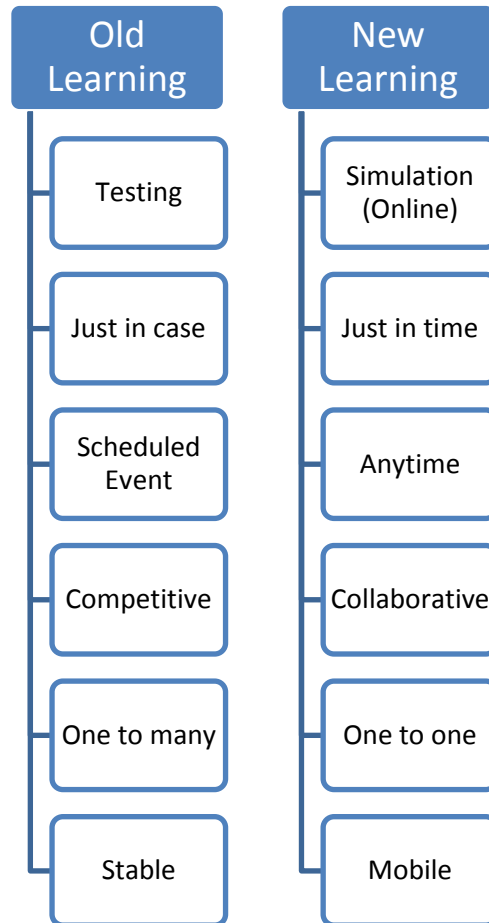 Old
Learning
Testing
Just in case
Scheduled
Event
Competitive
One to many
Stable
New
Learning
Simulation
(Online)
Just in time
Anytime
Collaborative
One to one
Mobile